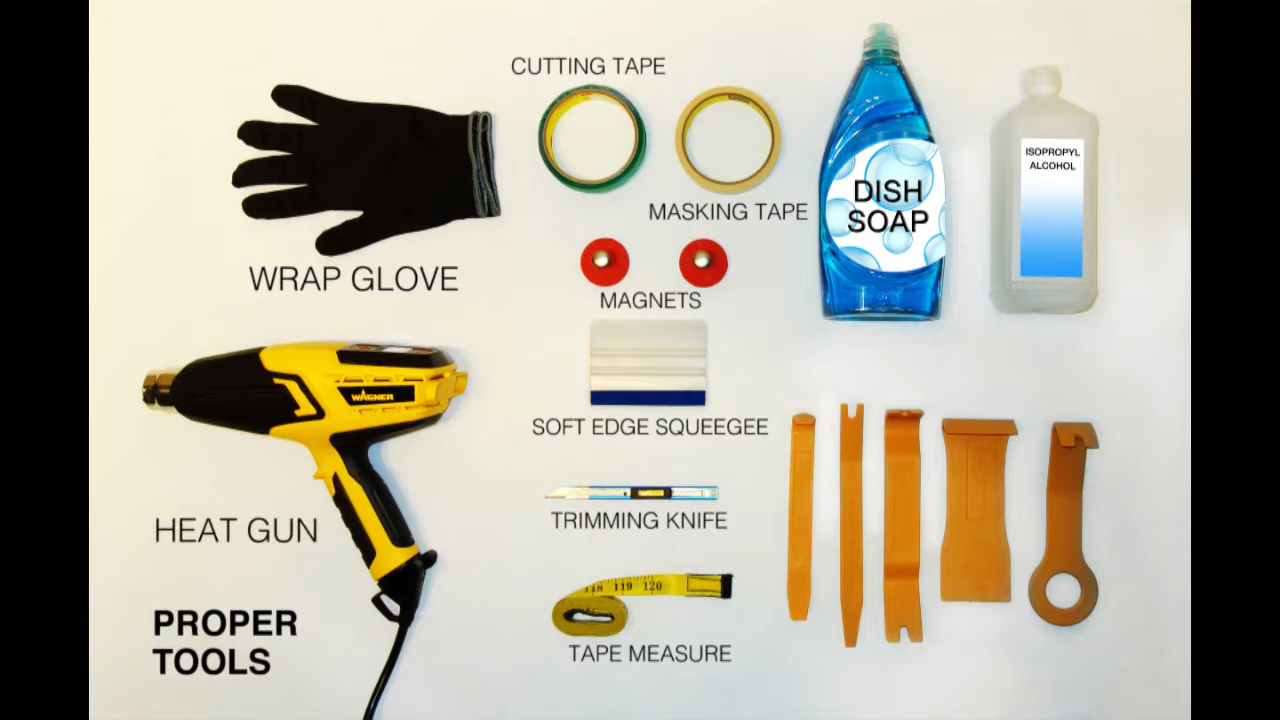 CUTTING TAPE
MASKING TAPE
WRAP GLOVE
DISH
SOAP
ISOPROPYL
ALCOHOL
MAGNETS
WAGNER
SOFT EDGE SQUEEGEE
TRIMMING KNIFE
HEAT GUN
118 119 120
TAPE MEASURE
PROPER
TOOLS